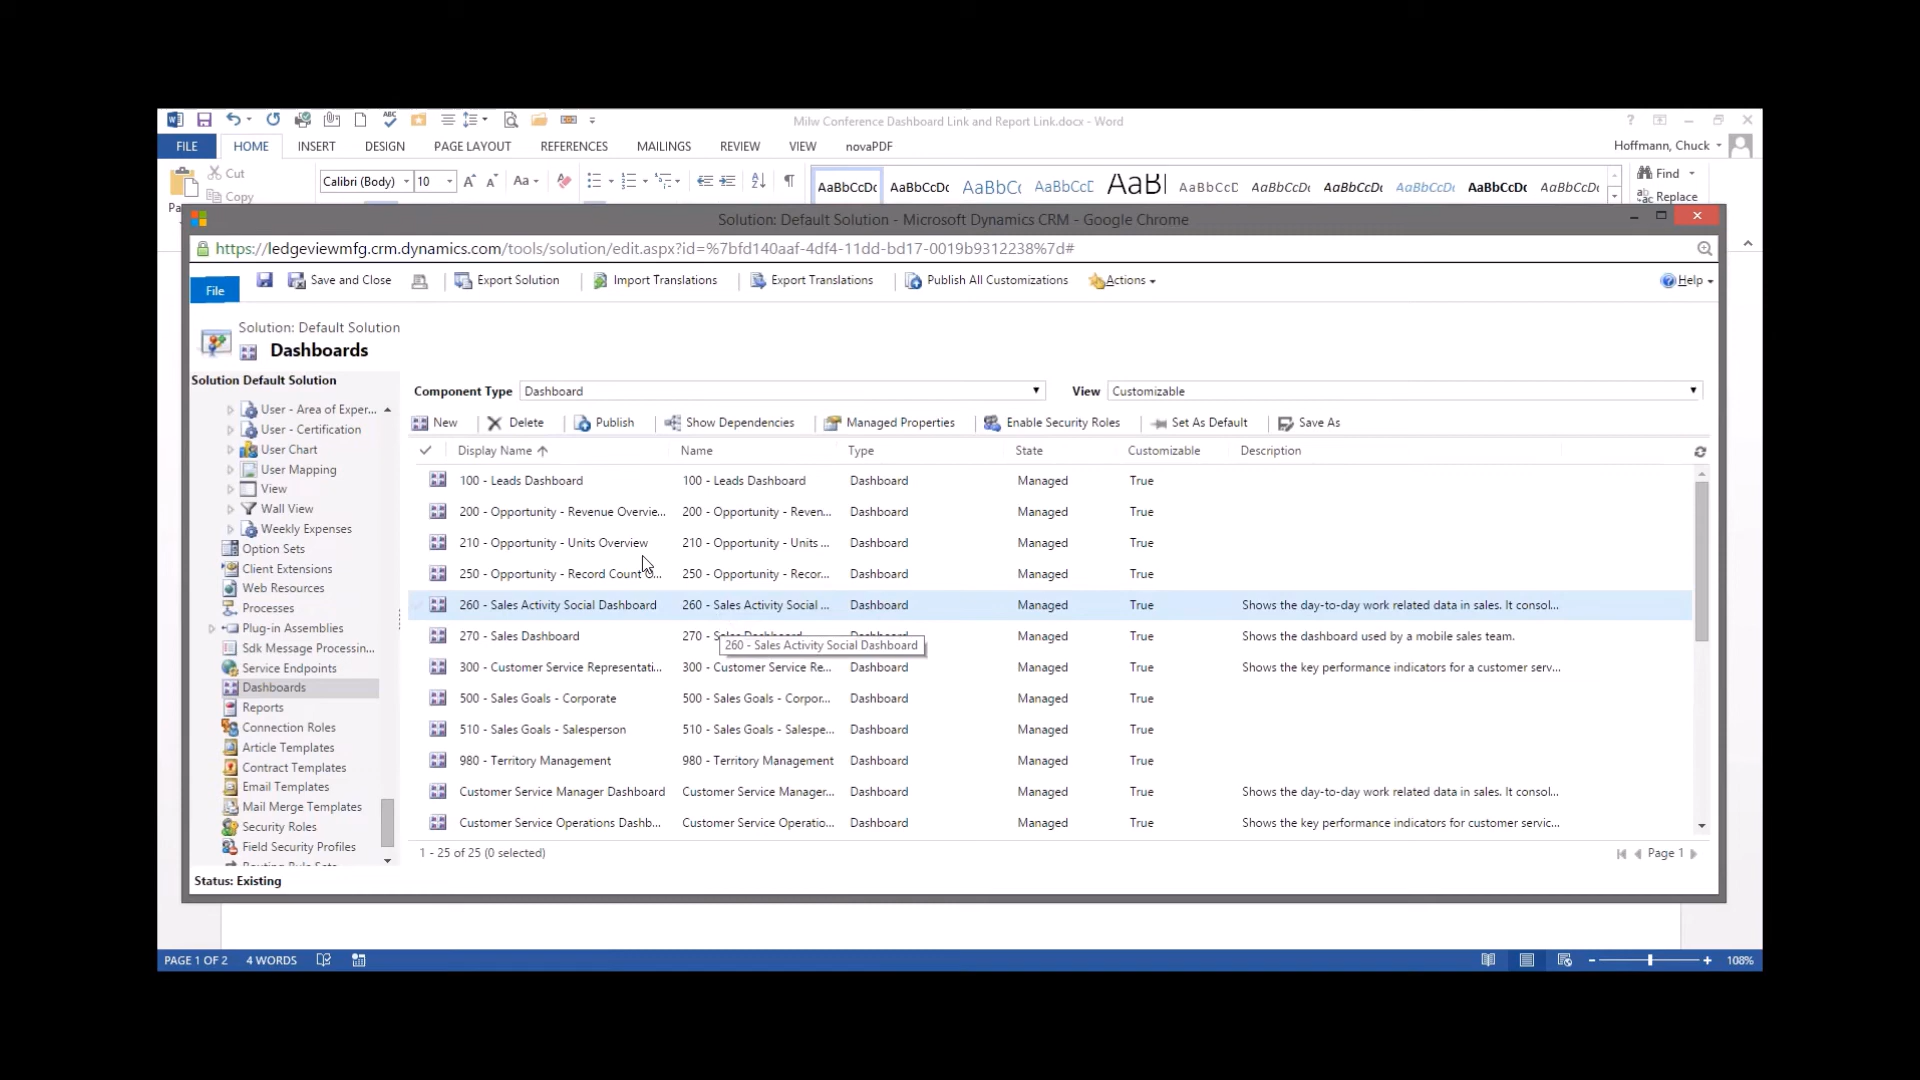 Milw Conference Dashboard Link and Report Link.docx - Word
FILE HOME INSERT DESIGN PAGE LAYOUT REFERENCES MAILINGS REVIEW VIEW novaPDF Hoffmann, Chuck
Cut
Copy
Calibri (Body) 10 Aa
AaBbCcDc AaBbCcDc AaBbCc AaBbCcD AaBl AaBbCcD AaBbCcDc AaBbCcDc AaBbCcDc AaBbCcDc AaBbCcDc
Find
Replace
Solution: Default Solution - Microsoft Dynamics CRM - Google Chrome
https://ledgeviewmfg.crm.dynamics.com/tools/solution/edit.aspx?id=%7bfd140aaf-4df4-11dd-bd17-0019b9312238%7d#
File Save and Close Export Solution Import Translations Export Translations Publish All Customizations Actions Help
Solution: Default Solution
Dashboards
Solution Default Solution
User - Area of Exper...
User - Certification
User Chart
User Mapping
View
Wall View
Weekly Expenses
Option Sets
Client Extensions
Web Resources
Processes
Plug-in Assemblies
Sdk Message Processin...
Service Endpoints
Dashboards
Reports
Connection Roles
Article Templates
Contract Templates
Email Templates
Mail Merge Templates
Security Roles
Field Security Profiles
Component Type Dashboard View Customizable
New Delete Publish Show Dependencies Managed Properties Enable Security Roles Set As Default Save As
Display Name Name Type State Customizable Description
100 - Leads Dashboard 100 - Leads Dashboard Dashboard Managed True
200 - Opportunity - Revenue Overvie... 200 - Opportunity - Reven... Dashboard Managed True
210 - Opportunity - Units Overview 210 - Opportunity - Units ... Dashboard Managed True
250 - Opportunity - Record Count O... 250 - Opportunity - Recor... Dashboard Managed True
260 - Sales Activity Social Dashboard 260 - Sales Activity Social ... Dashboard Managed True Shows the day-to-day work related data in sales. It consol...
270 - Sales Dashboard 270 - Sales Dashboard Dashboard Managed True Shows the dashboard used by a mobile sales team.
260 - Sales Activity Social Dashboard
300 - Customer Service Representati... 300 - Customer Service Re... Dashboard Managed True Shows the key performance indicators for a customer serv...
500 - Sales Goals - Corporate 500 - Sales Goals - Corpor... Dashboard Managed True
510 - Sales Goals - Salesperson 510 - Sales Goals - Salespe... Dashboard Managed True
980 - Territory Management 980 - Territory Management Dashboard Managed True
Customer Service Manager Dashboard Customer Service Manager... Dashboard Managed True Shows the day-to-day work related data in sales. It consol...
Customer Service Operations Dashb... Customer Service Operatio... Dashboard Managed True Shows the key performance indicators for customer servic...
1 - 25 of 25 (0 selected) Page 1
Status: Existing
PAGE 1 OF 2 4 WORDS 108%